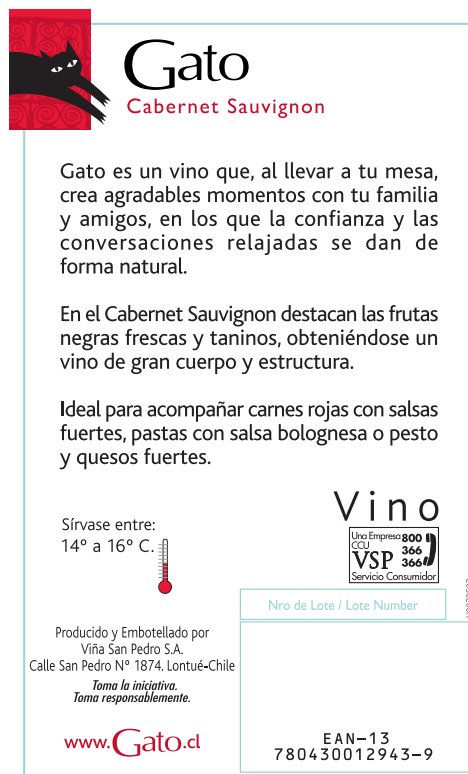 Gato
Cabernet Sauvignon
Gato es un vino que, al llevar a tu mesa,
crea agradables momentos con tu familia
y amigos, en los que la confianza y las
conversaciones relajadas se dan de
forma natural.
En el Cabernet Sauvignon destacan las frutas
negras frescas y taninos, obteniéndose un
vino de gran cuerpo y estructura.
Ideal para acompañar carnes rojas con salsas
fuertes, pastas con salsa bolognesa o pesto
y quesos fuertes.
Vino
Sírvase entre:
14º a 16º C.
Una Empresa
CCU
VSP
800
366
366
Servicio Consumidor
Nro de Lote / Lote Number
Producido y Embotellado por
Viña San Pedro S.A.
Calle San Pedro Nº 1874. Lontué-Chile
Toma la iniciativa.
Toma responsablemente.
www.Gato.cl
EAN-13
780430012943-9